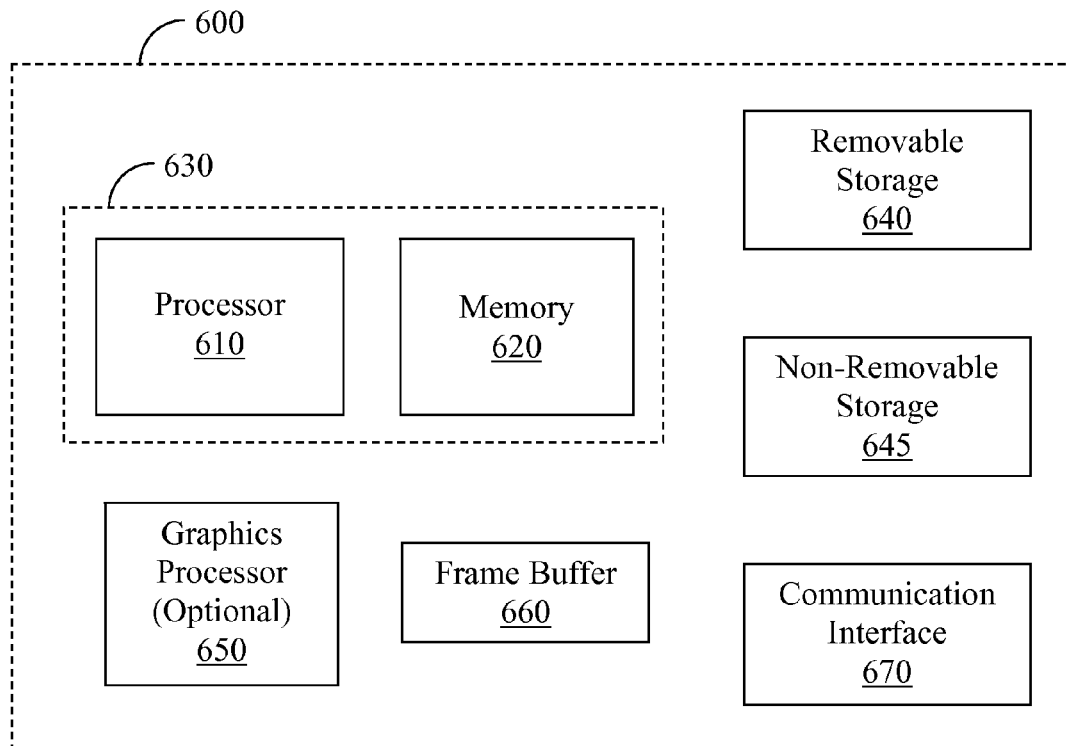 600
630
Processor
610
Memory
620
Removable
Storage
640
Non-Removable
Storage
645
Graphics
Processor
(Optional)
650
Frame Buffer
660
Communication
Interface
670